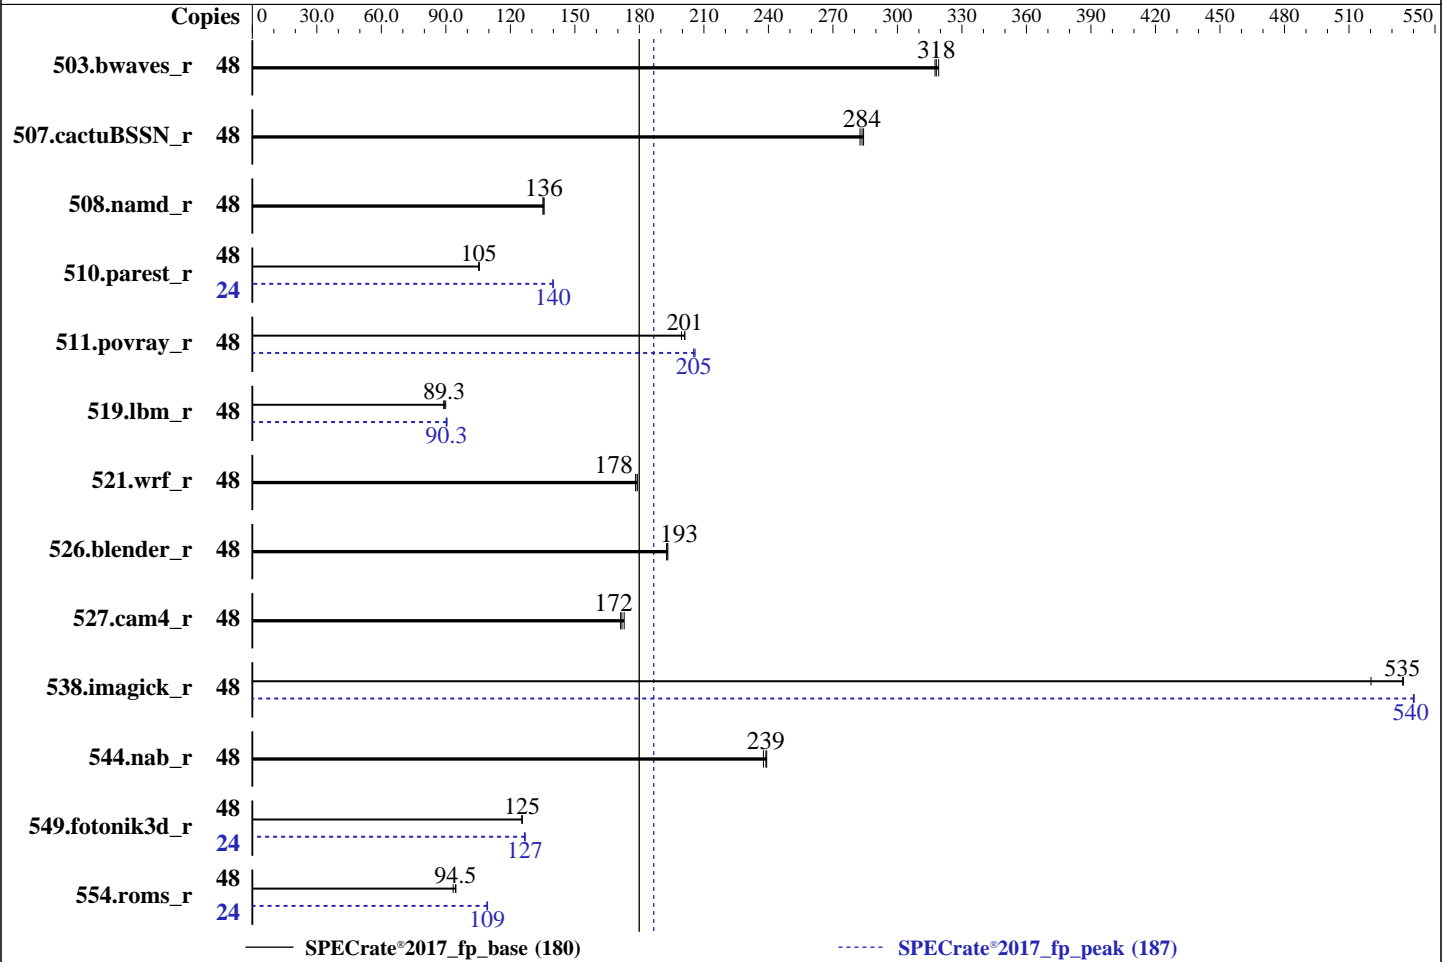 Copies 0 30.0 60.0 90.0 120 150 180 210 240 270 300 330 360 390 420 450 480 510 550
503.bwaves_r 48 318
507.cactuBSSN_r 48 284
508.namd_r 48 136
510.parest_r 48 105
24 140
511.povray_r 48 201
205
519.lbm_r 48 89.3
90.3
521.wrf_r 48 178
526.blender_r 48 193
527.cam4_r 48 172
538.imagick_r 48 535
540
544.nab_r 48 239
549.fotonik3d_r 48 125
24 127
554.roms_r 48 94.5
24 109
SPECrate®2017_fp_base (180) SPECrate®2017_fp_peak (187)